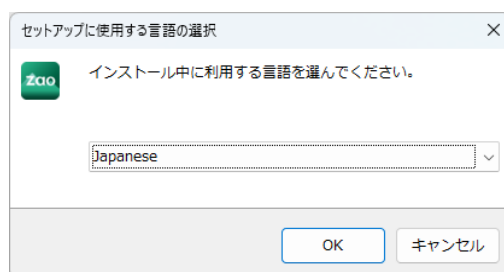 セットアップに使用する言語の選択
zao
インストール中に利用する言語を選んでください。
Japanese
OK
キャンセル